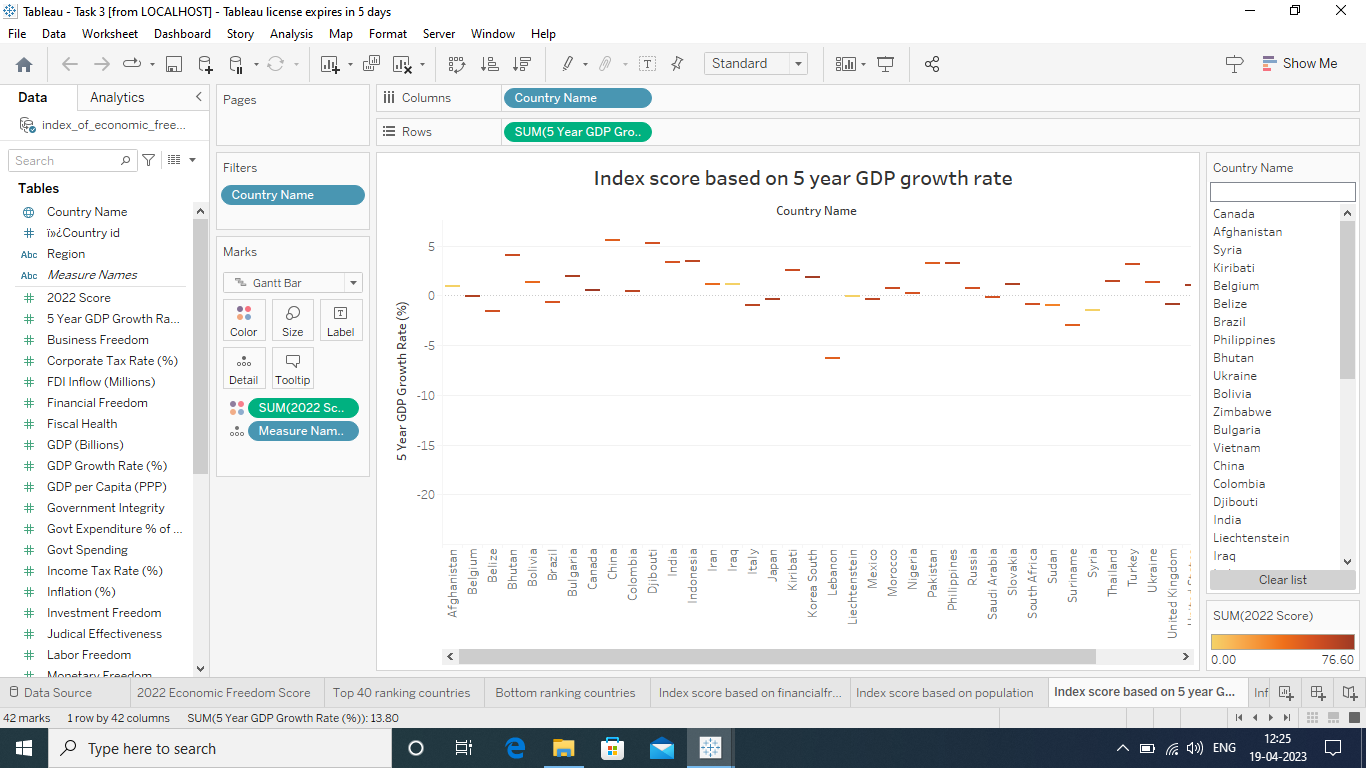 Tableau - Task 3 [from LOCALHOST] - Tableau license expires in 5 days
File Data Worksheet Dashboard Story Analysis Map Format Server Window Help
Standard
Show Me
Data Analytics
index_of_economic_free...
Search
Tables
Country Name
ï»¿Country id
Abc Region
Abc Measure Names
2022 Score
5 Year GDP Growth Ra...
Business Freedom
Corporate Tax Rate (%)
FDI Inflow (Millions)
Financial Freedom
Fiscal Health
GDP (Billions)
GDP Growth Rate (%)
GDP per Capita (PPP)
Government Integrity
Govt Expenditure % of ...
Govt Spending
Income Tax Rate (%)
Inflation (%)
Investment Freedom
Judical Effectiveness
Labor Freedom
Monetary Freedom
Pages
Filters
Country Name
Marks
Gantt Bar
Color Size Label
Detail Tooltip
SUM(2022 Sc..
Measure Nam..
Columns Country Name
Rows SUM(5 Year GDP Gro..
Index score based on 5 year GDP growth rate
Country Name
5 Year GDP Growth Rate (%)
5
0
-5
-10
-15
-20
Afghanistan
Belgium
Belize
Bhutan
Bolivia
Brazil
Bulgaria
Canada
China
Colombia
Djibouti
India
Indonesia
Iran
Iraq
Italy
Japan
Kiribati
Korea South
Lebanon
Liechtenstein
Mexico
Morocco
Nigeria
Pakistan
Philippines
Russia
Saudi Arabia
Slovakia
South Africa
Sudan
Suriname
Syria
Thailand
Turkey
Ukraine
United Kingdom
Country Name
Canada
Afghanistan
Syria
Kiribati
Belgium
Belize
Brazil
Philippines
Bhutan
Ukraine
Bolivia
Zimbabwe
Bulgaria
Vietnam
China
Colombia
Djibouti
India
Liechtenstein
Iraq
Clear list
SUM(2022 Score)
0.00 76.60
Data Source 2022 Economic Freedom Score Top 40 ranking countries Bottom ranking countries Index score based on financialfr... Index score based on population Index score based on 5 year G... Inf
42 marks 1 row by 42 columns SUM(5 Year GDP Growth Rate (%)): 13.80
Type here to search
ENG
12:25
19-04-2023